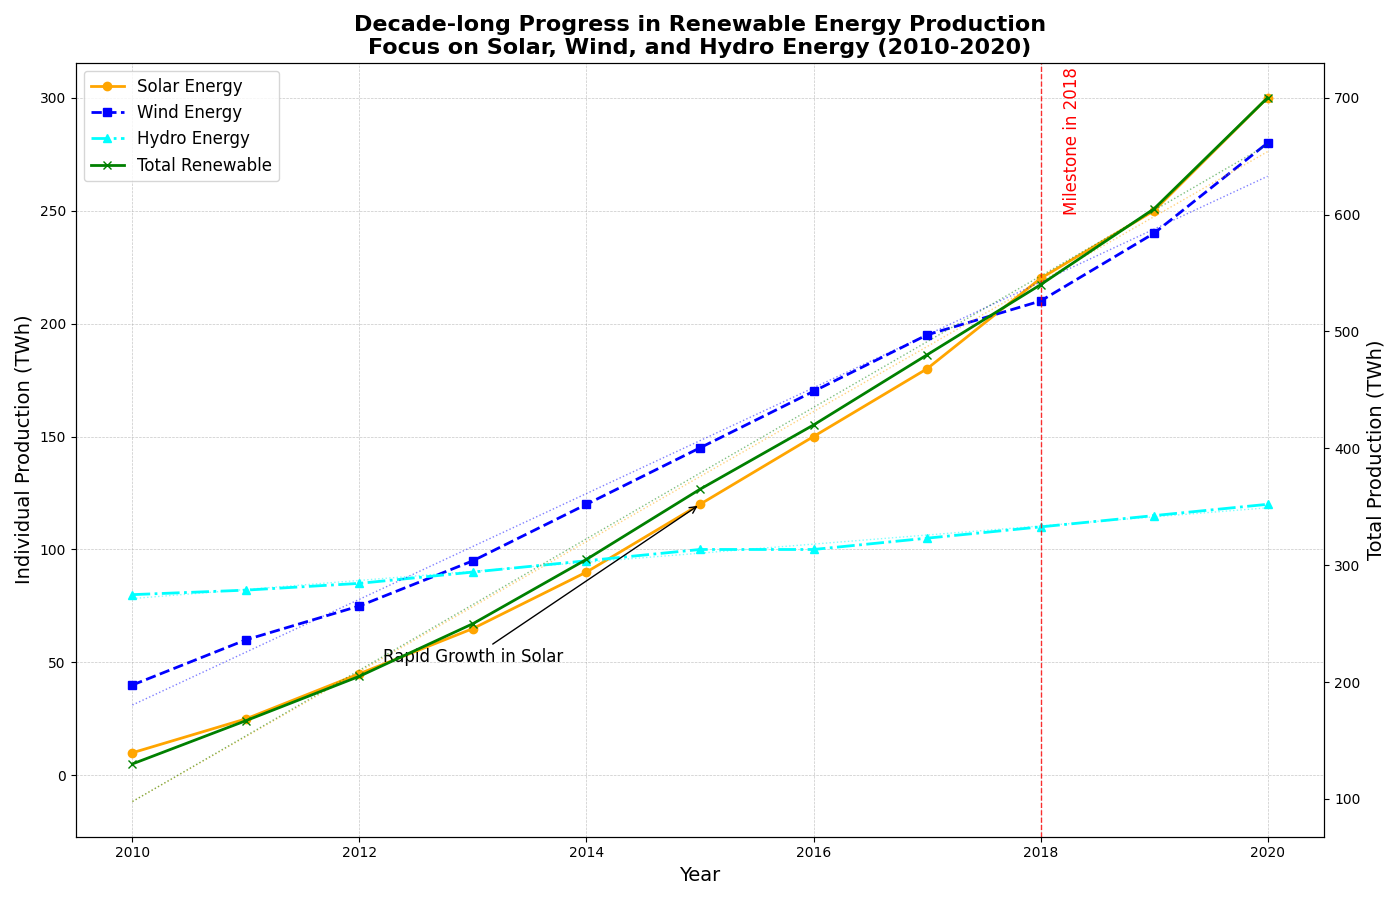 Decade-long Progress in Renewable Energy Production
Focus on Solar, Wind, and Hydro Energy (2010-2020)
Solar Energy
Wind Energy
Hydro Energy
Total Renewable
Milestone in 2018
Rapid Growth in Solar
Individual Production (TWh)
300
250
200
150
100
50
0
Total Production (TWh)
700
600
500
400
300
200
100
2010
2012
2014
2016
2018
2020
Year